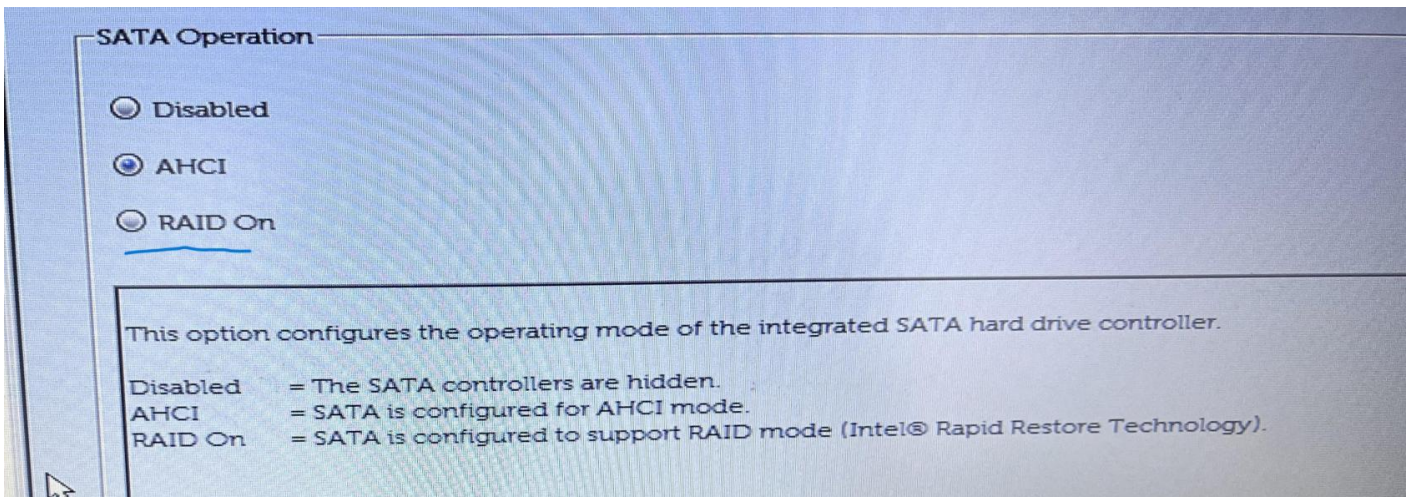 SATA Operation
Disabled
AHCI
RAID On
This option configures the operating mode of the integrated SATA hard drive controller.
Disabled = The SATA controllers are hidden.
AHCI = SATA is configured for AHCI mode.
RAID On = SATA is configured to support RAID mode (Intel® Rapid Restore Technology).